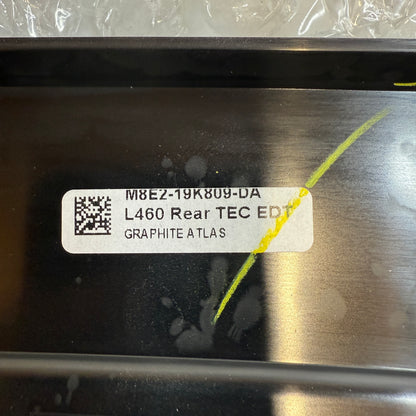 M8E2-19K809-DA
L460 Rear TEC EDT
GRAPHITE ATLAS